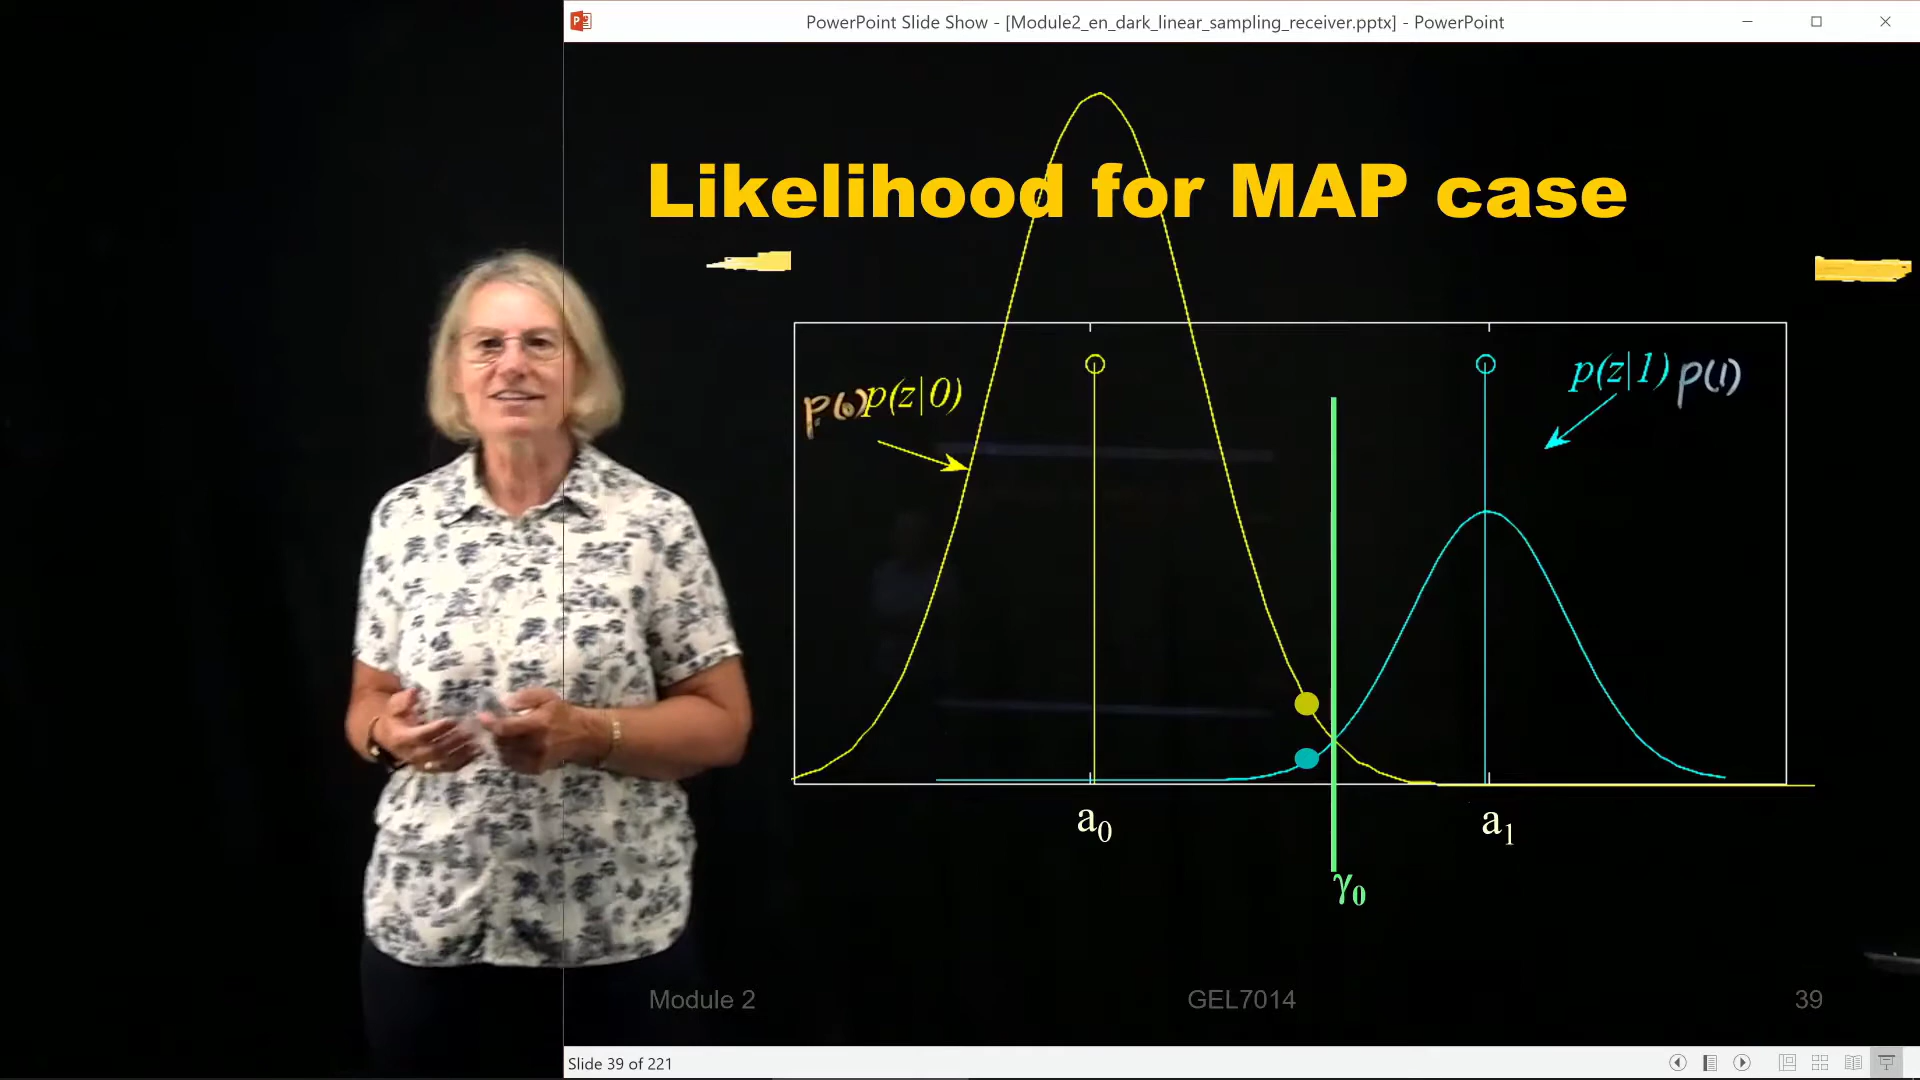 PowerPoint Slide Show - [Module2_en_dark_linear_sampling_receiver.pptx] - PowerPoint
Likelihood for MAP case
p(0)p(z|0)
p(z|1) p(1)
a₀
a₁
γ₀
Module 2
GEL7014
39
Slide 39 of 221